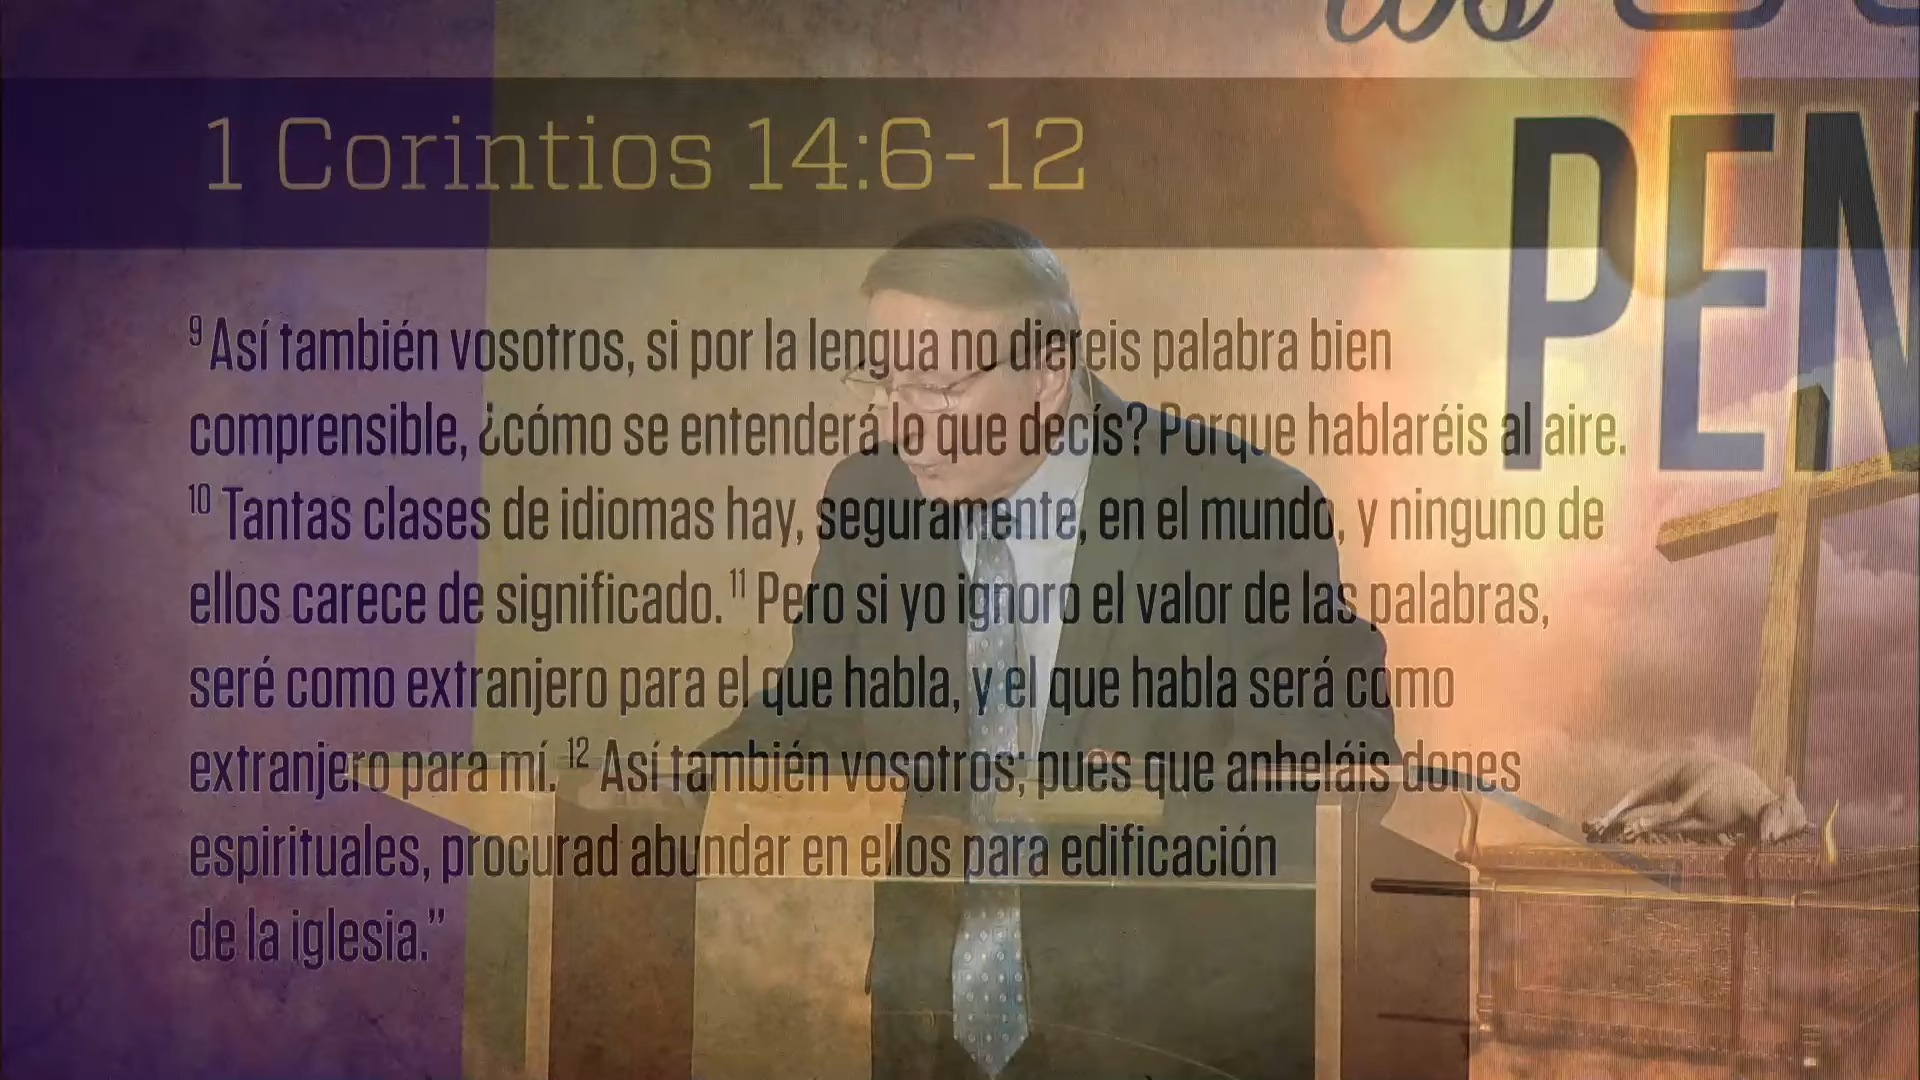 los
PEN
1 Corintios 14:6-12
9 Así también vosotros, si por la lengua no diereis palabra bien
comprensible, ¿cómo se entenderá lo que decís? Porque hablaréis al aire.
10 Tantas clases de idiomas hay, seguramente, en el mundo, y ninguno de
ellos carece de significado. 11 Pero si yo ignoro el valor de las palabras,
seré como extranjero para el que habla, y el que habla será como
extranjero para mí. 12 Así también vosotros; pues que anheláis dones
espirituales, procurad abundar en ellos para edificación
de la iglesia.”